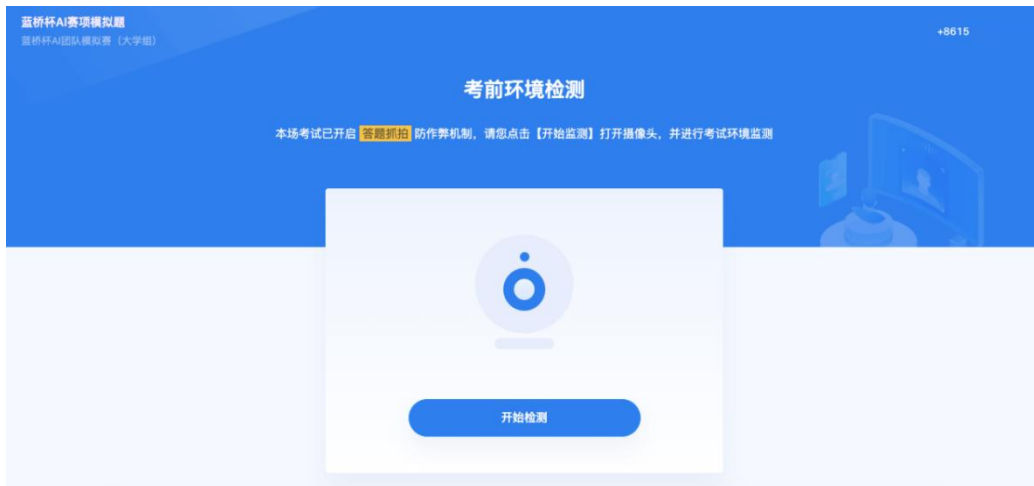 蓝桥杯AI赛项模拟题
蓝桥杯AI团队模拟赛（大学组）
+8615
考前环境检测
本场考试已开启 答题抓拍 防作弊机制，请您点击【开始监测】打开摄像头，并进行考试环境监测
开始检测